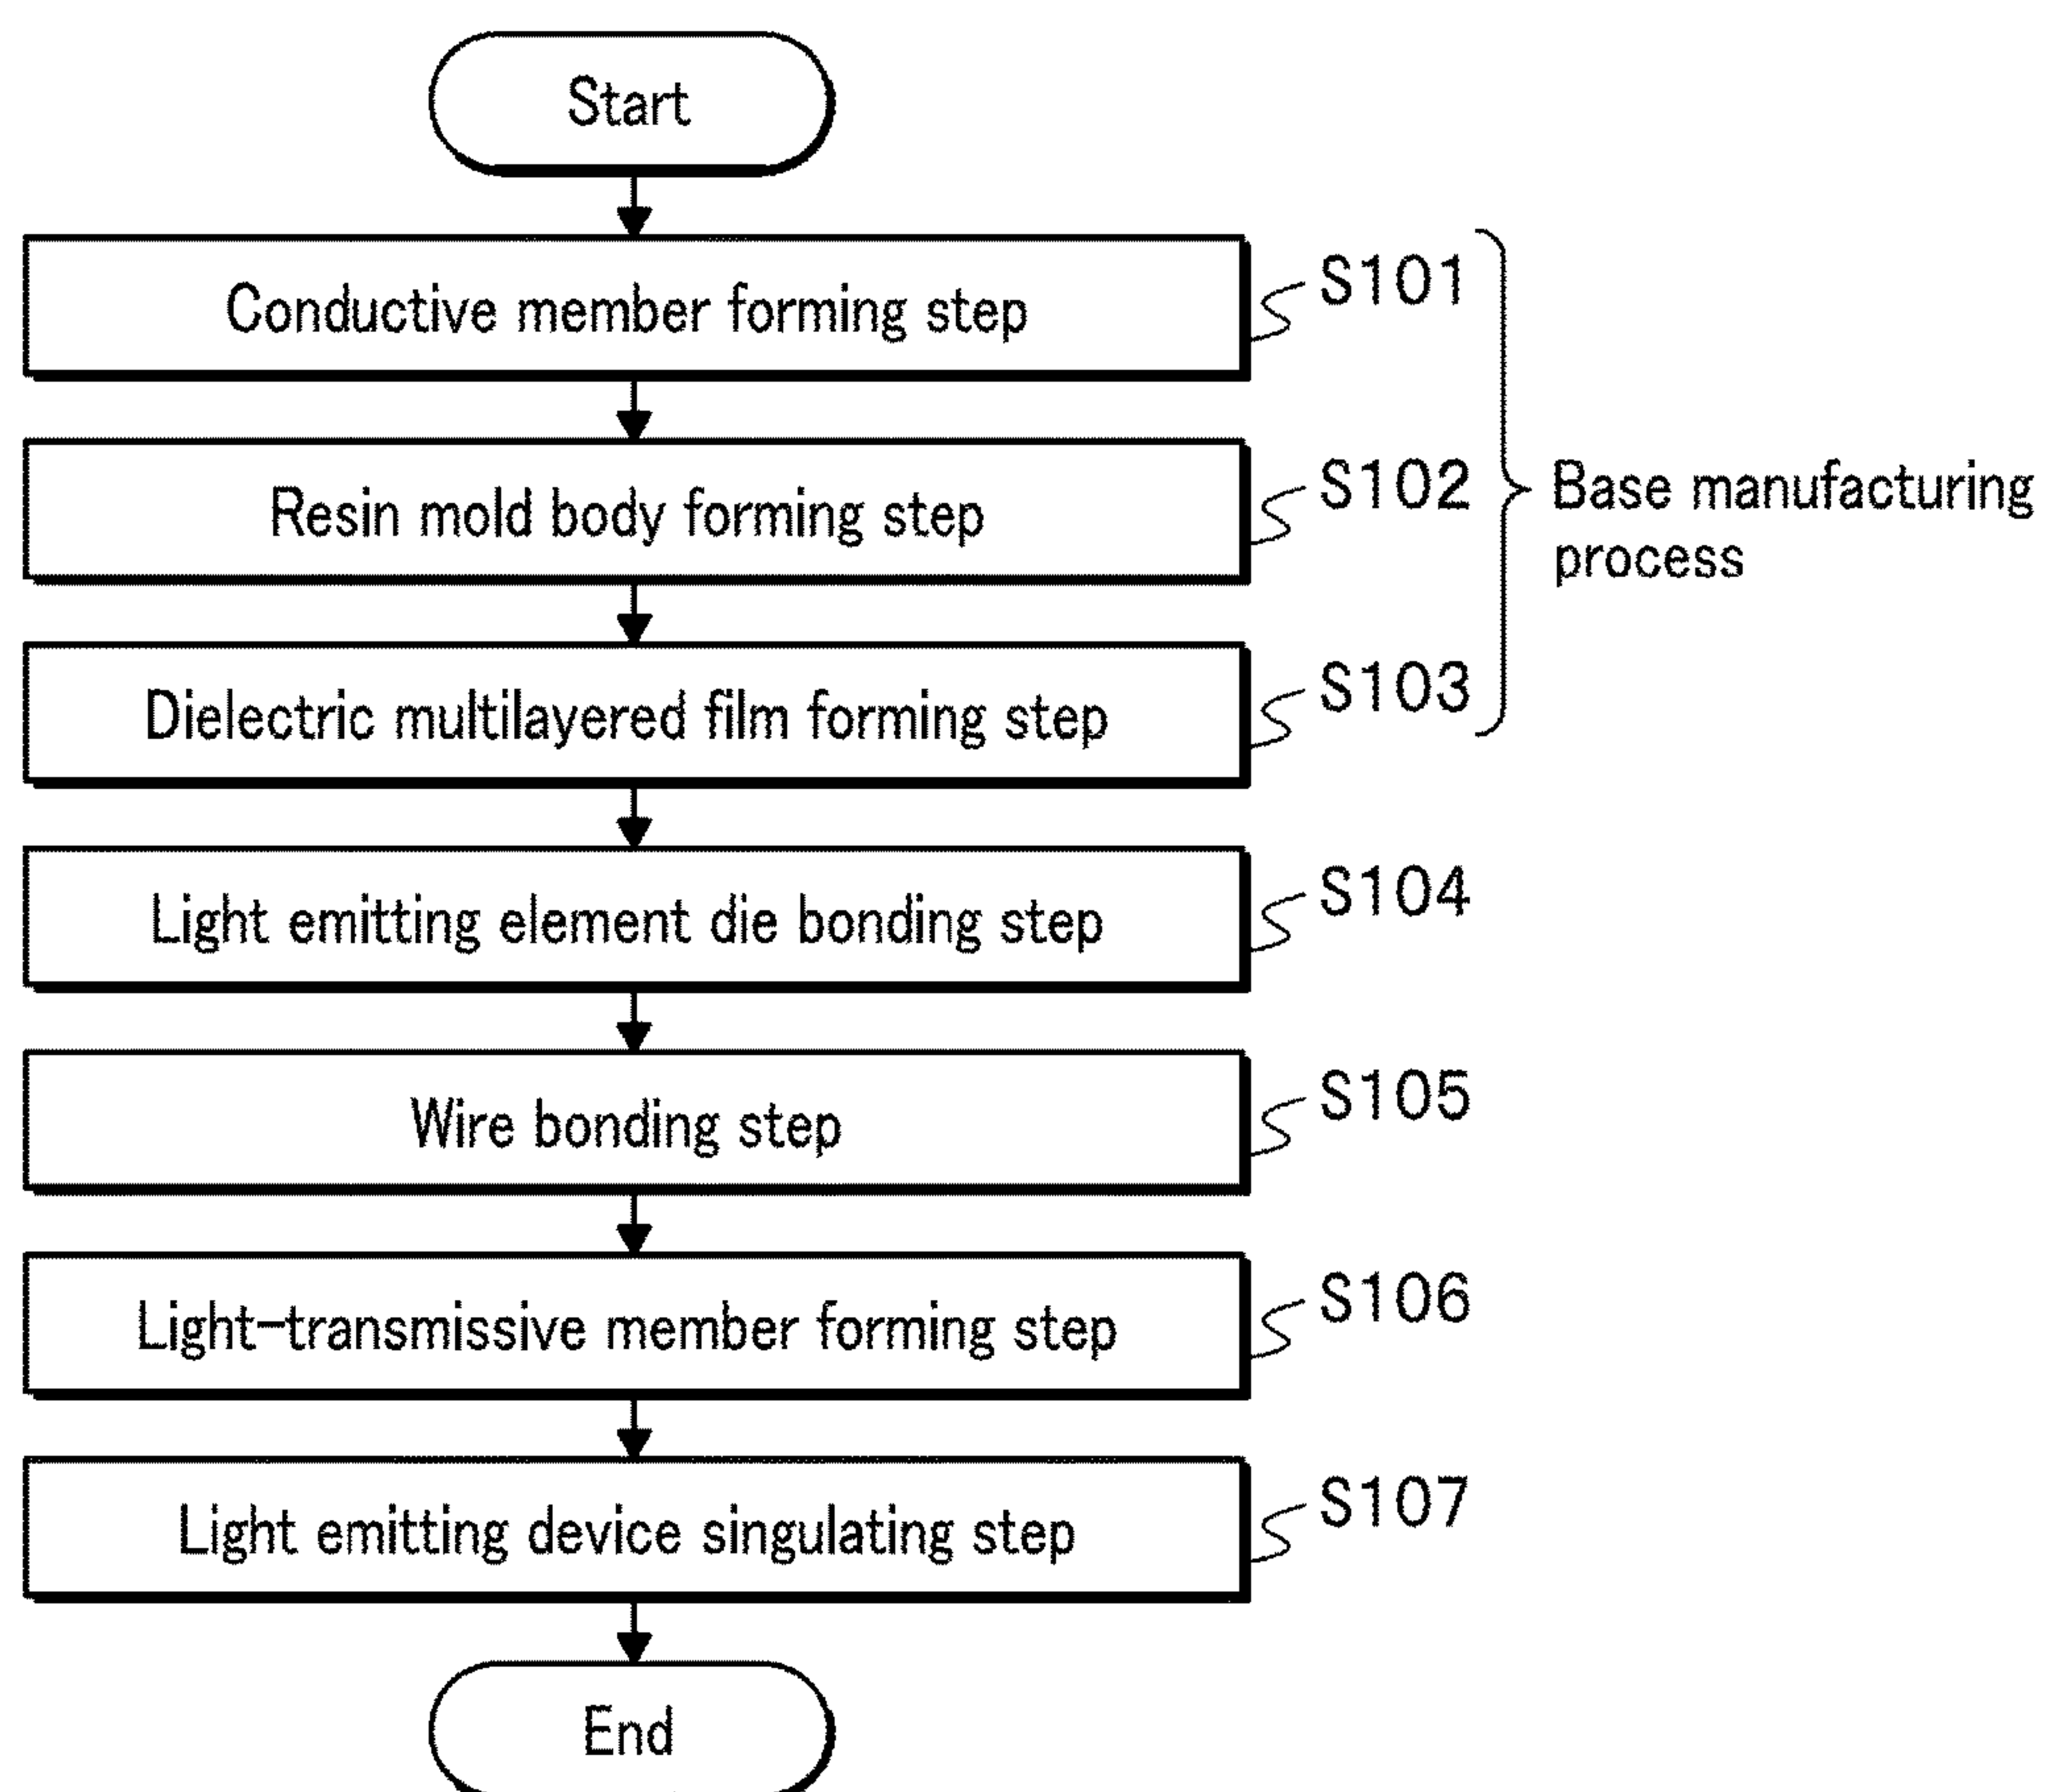 Start
Conductive member forming step
S101
Resin mold body forming step
S102
Base manufacturing
process
Dielectric multilayered film forming step
S103
Light emitting element die bonding step
S104
Wire bonding step
S105
Light-transmissive member forming step
S106
Light emitting device singulating step
S107
End